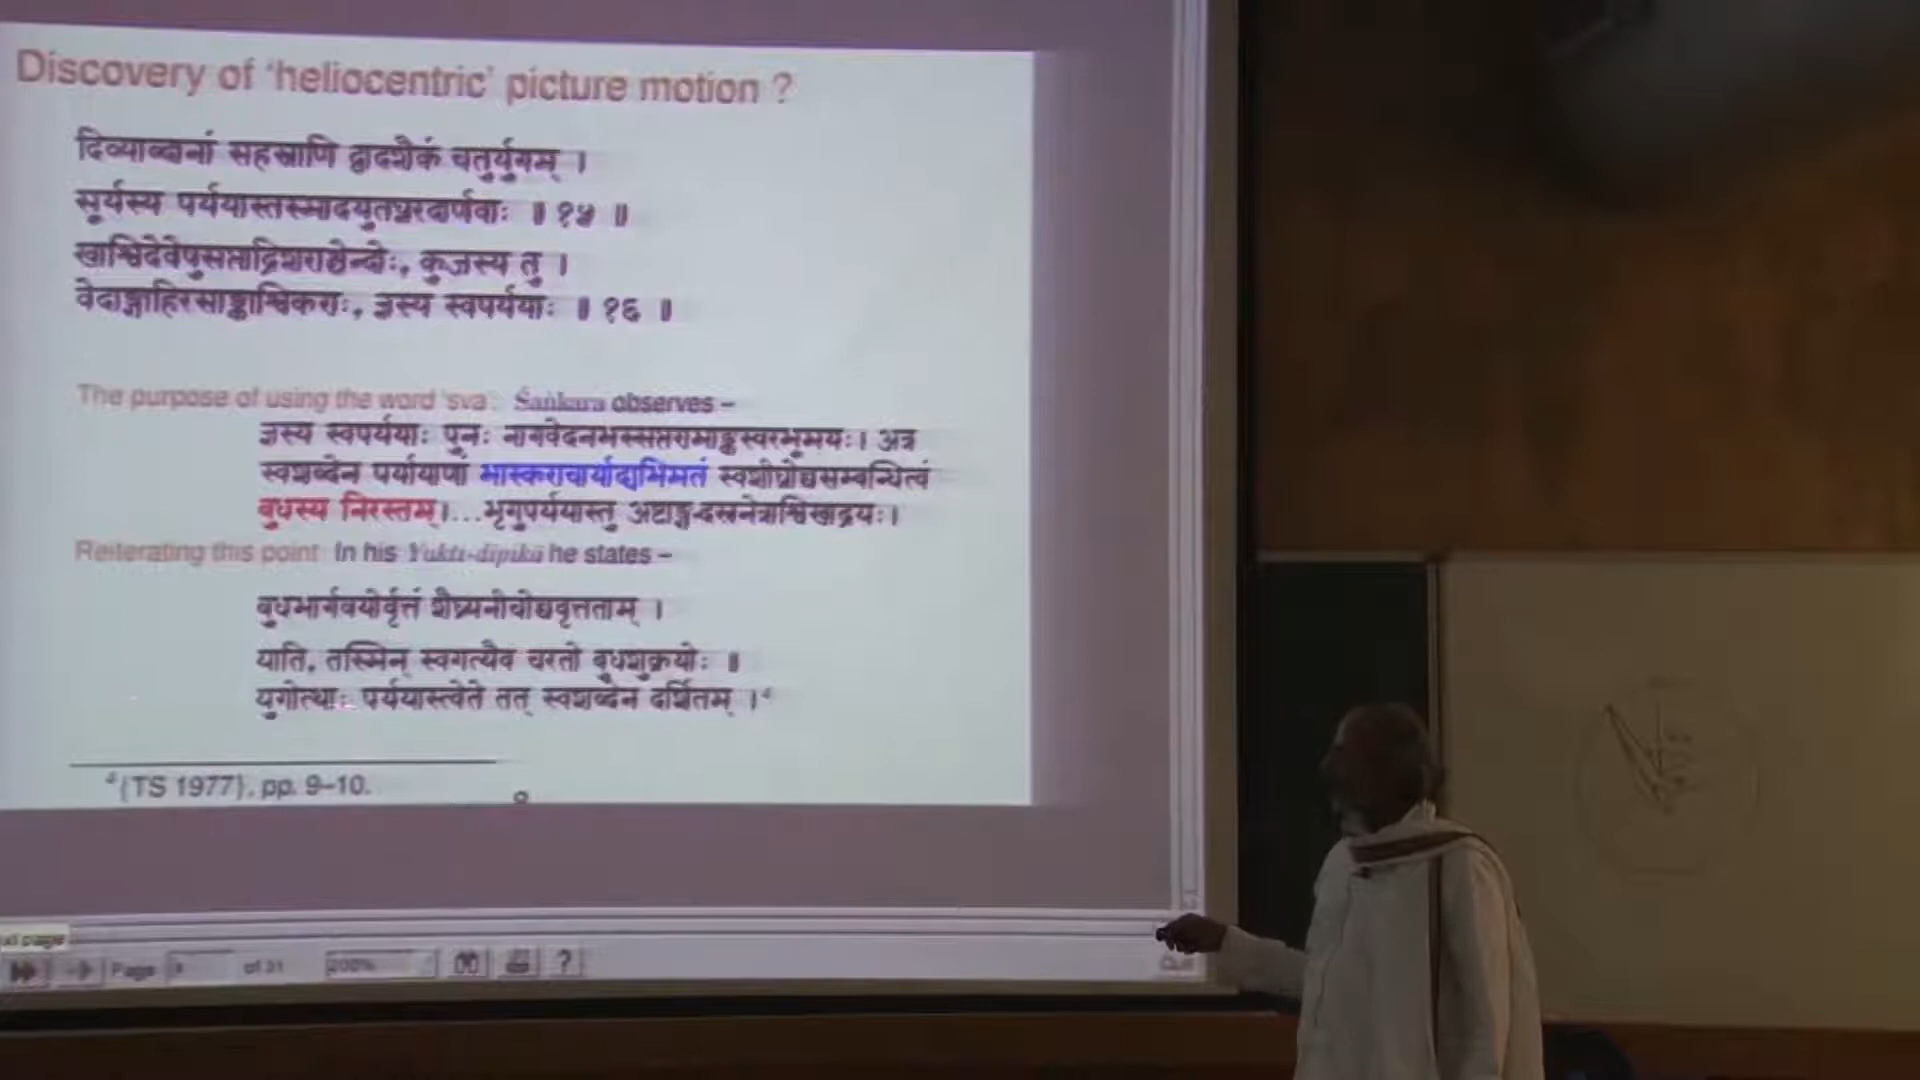 Discovery of 'heliocentric' picture motion ?
दिव्याब्दानां सहस्राणि द्वादशैकं चतुर्युगम् ।
सूर्यस्य पर्ययास्तस्मादयुतघ्नरदार्णवाः ॥ १५ ॥
खाश्विदेवेषुसप्ताद्रिशराश्चेन्दोः, कुजस्य तु ।
वेदाङ्गाहिरसाङ्काश्विकराः, ज्ञस्य स्वपर्ययाः ॥ १६ ॥
The purpose of using the word 'sva': Śaṅkara observes –
ज्ञस्य स्वपर्ययाः पुनः नागवेदनभस्सप्तरामाङ्कस्वरभूमयः। अत्र
स्वशब्देन पर्यायाणां भास्कराचार्याद्यभिमतं स्वशीघ्रोच्चसम्बन्धित्वं
बुधस्य निरस्तम्।...भृगुपर्ययास्तु अष्टाङ्गदस्रनेत्राश्विखाद्रयः।
Reiterating this point In his Yukti-dīpikā he states –
बुधभार्गवयोर्वृत्तं शैघ्र्यनीचोच्चवृत्तताम् ।
याति, तस्मिन् स्वगत्यैव चरतो बुधशुक्रयोः ॥
युगोत्थाः पर्ययास्त्वेते तत् स्वशब्देन दर्शितम् ।⁴
⁴{TS 1977}, pp. 9–10.
Page
of 31
200%
?